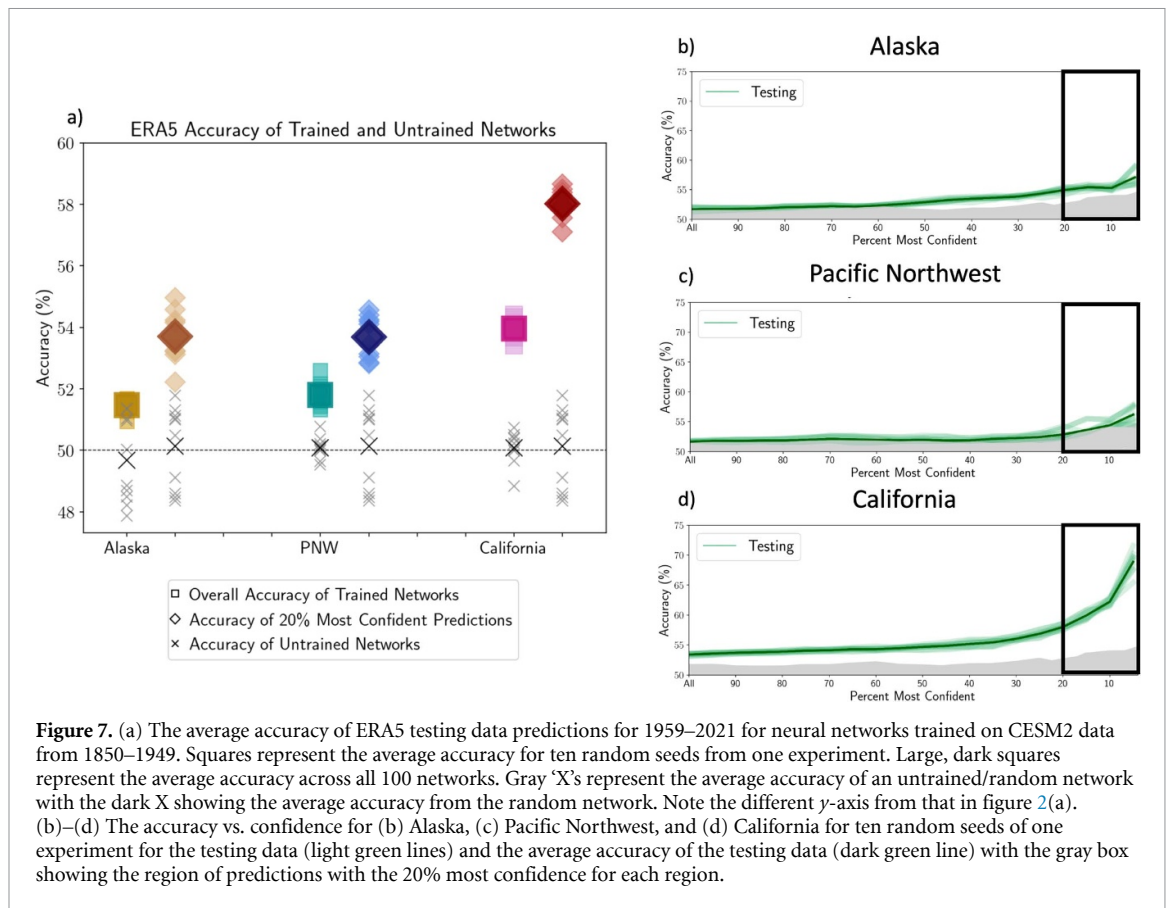 a)
ERA5 Accuracy of Trained and Untrained Networks
60
58
56
54
52
50
48
Accuracy (%)
Alaska
PNW
California
Overall Accuracy of Trained Networks
Accuracy of 20% Most Confident Predictions
Accuracy of Untrained Networks
b)
Alaska
75
70
65
60
55
50
Accuracy (%)
Testing
All 90 80 70 60 50 40 30 20 10
Percent Most Confident
c)
Pacific Northwest
75
70
65
60
55
50
Accuracy (%)
Testing
All 90 80 70 60 50 40 30 20 10
Percent Most Confident
d)
California
75
70
65
60
55
50
Accuracy (%)
Testing
All 90 80 70 60 50 40 30 20 10
Percent Most Confident
Figure 7. (a) The average accuracy of ERA5 testing data predictions for 1959–2021 for neural networks trained on CESM2 data
from 1850–1949. Squares represent the average accuracy for ten random seeds from one experiment. Large, dark squares
represent the average accuracy across all 100 networks. Gray ‘X’s represent the average accuracy of an untrained/random network
with the dark X showing the average accuracy from the random network. Note the different y-axis from that in figure 2(a).
(b)–(d) The accuracy vs. confidence for (b) Alaska, (c) Pacific Northwest, and (d) California for ten random seeds of one
experiment for the testing data (light green lines) and the average accuracy of the testing data (dark green line) with the gray box
showing the region of predictions with the 20% most confidence for each region.